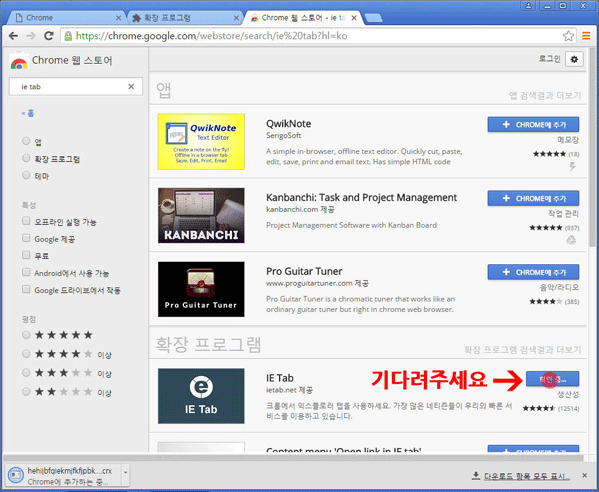 Chrome
확장 프로그램
Chrome 웹 스토어 - ie ta
https://chrome.google.com/webstore/search/ie%20tab?hl=ko
Chrome 웹 스토어
로그인
ie tab
« 홈
앱
확장 프로그램
테마
특성
오프라인 실행 가능
Google 제공
무료
Android에서 사용 가능
Google 드라이브에서 작동
평점
이상
이상
이상
앱
앱 검색결과 더보기
QwikNote
Text Editor
Create a note on the fly!
Offline in a browser tab
Save, Edit, Print, Email
QwikNote
SerigoSoft
A simple in-browser, offline text editor. Quickly cut, paste,
edit, save, print and email text. Has simple HTML code
CHROME에 추가
메모장
(18)
KANBANCHI
Kanbanchi: Task and Project Management
kanbanchi.com 제공
Project Management Software with Kanban Board
CHROME에 추가
작업 관리
(937)
Pro Guitar Tuner
Pro Guitar Tuner
www.proguitartuner.com 제공
Pro Guitar Tuner is a chromatic tuner that works like an
ordinary guitar tuner but right in chrome web browser.
CHROME에 추가
음악/라디오
(385)
확장 프로그램
확장 프로그램 검색결과 더보기
IE Tab
IE Tab
ietab.net 제공
크롬에서 익스플로러 탭을 사용하세요. 가장 많은 네티즌들이 우리의 빠른 서
비스를 이용하고 있습니다.
기다려주세요
생산성
(12514)
Content menu 'Open link in IE tab'
Chrome에 추가하는 중...
다운로드 항목 모두 표시...